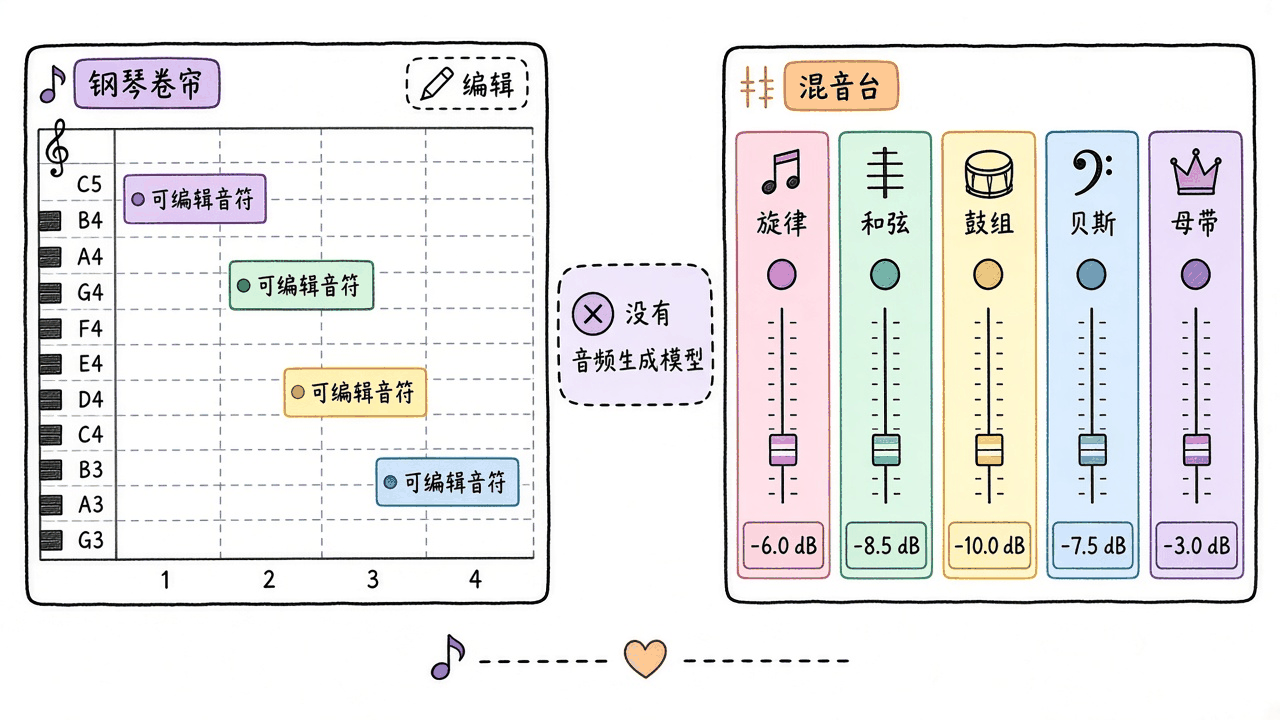 钢琴卷帘
编辑
C5
可编辑音符
B4
A4
G4
可编辑音符
F4
E4
D4
可编辑音符
C4
B3
可编辑音符
A3
G3
1 2 3 4
没有
音频生成模型
混音台
旋律 和弦 鼓组 贝斯 母带
-6.0 dB -8.5 dB -10.0 dB -7.5 dB -3.0 dB